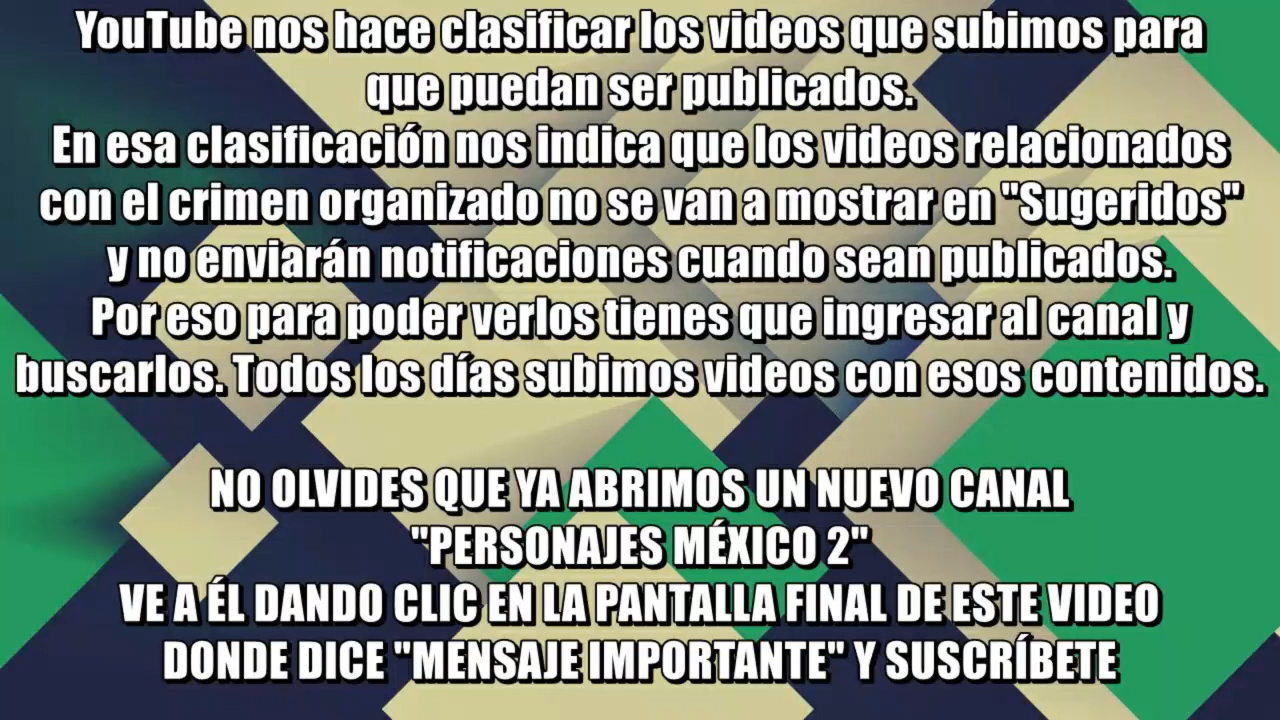 YouTube nos hace clasificar los videos que subimos para
que puedan ser publicados.
En esa clasificación nos indica que los videos relacionados
con el crimen organizado no se van a mostrar en "Sugeridos"
y no enviarán notificaciones cuando sean publicados.
Por eso para poder verlos tienes que ingresar al canal y
buscarlos. Todos los días subimos videos con esos contenidos.
NO OLVIDES QUE YA ABRIMOS UN NUEVO CANAL
"PERSONAJES MÉXICO 2"
VE A ÉL DANDO CLIC EN LA PANTALLA FINAL DE ESTE VIDEO
DONDE DICE "MENSAJE IMPORTANTE" Y SUSCRÍBETE